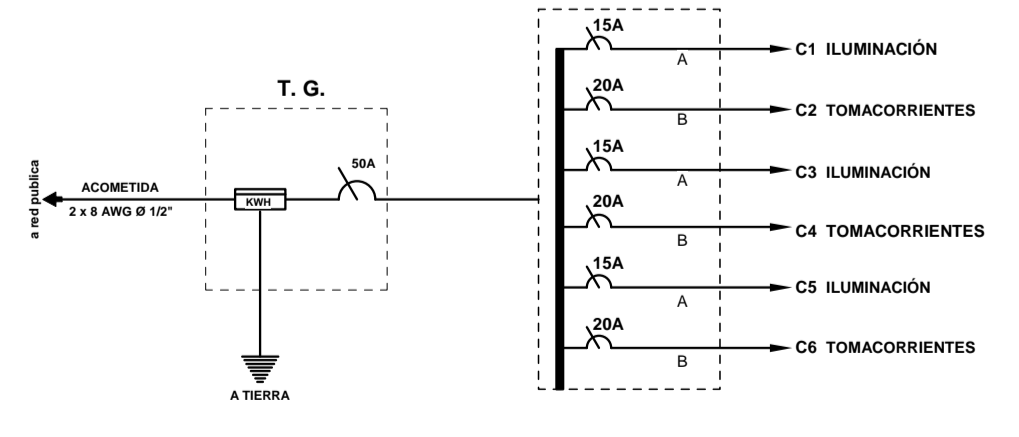 15A
A
C1 ILUMINACIÓN
20A
B
C2 TOMACORRIENTES
15A
A
C3 ILUMINACIÓN
20A
B
C4 TOMACORRIENTES
15A
A
C5 ILUMINACIÓN
20A
B
C6 TOMACORRIENTES
T. G.
50A
KWH
ACOMETIDA
2 x 8 AWG Ø 1/2"
a red publica
A TIERRA